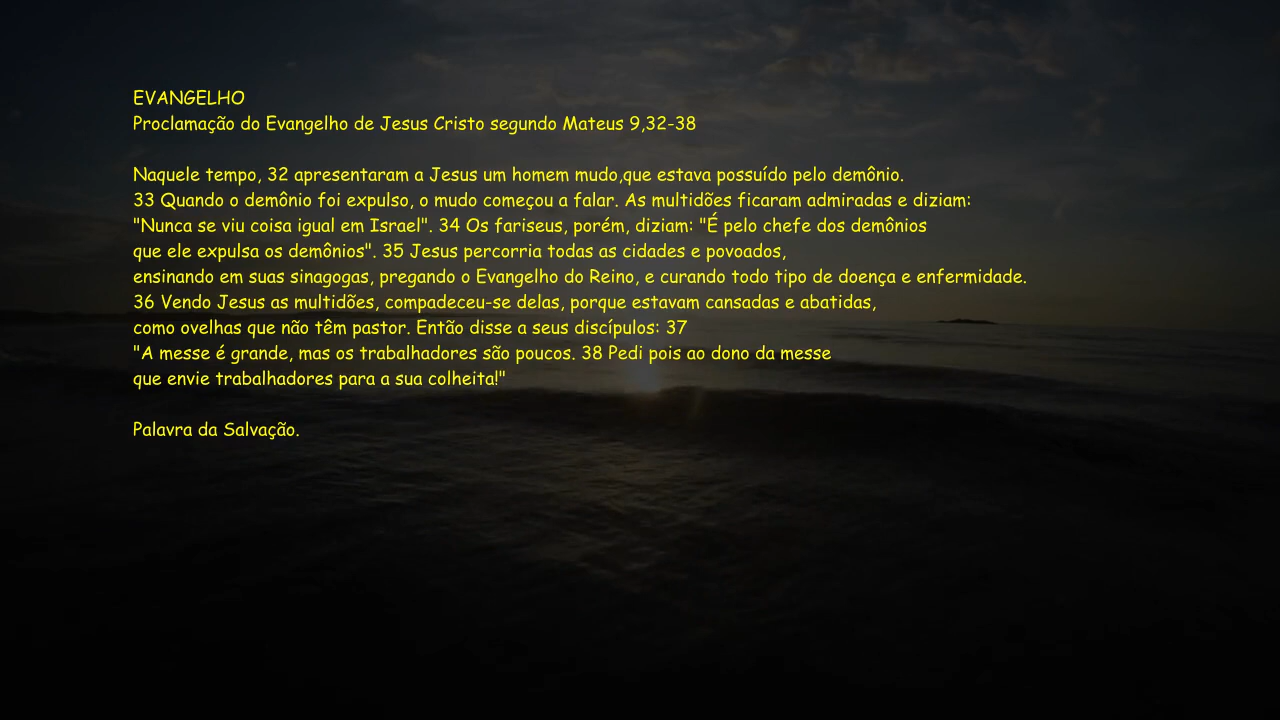 EVANGELHO
Proclamação do Evangelho de Jesus Cristo segundo Mateus 9,32-38
Naquele tempo, 32 apresentaram a Jesus um homem mudo,que estava possuído pelo demônio.
33 Quando o demônio foi expulso, o mudo começou a falar. As multidões ficaram admiradas e diziam:
"Nunca se viu coisa igual em Israel". 34 Os fariseus, porém, diziam: "É pelo chefe dos demônios
que ele expulsa os demônios". 35 Jesus percorria todas as cidades e povoados,
ensinando em suas sinagogas, pregando o Evangelho do Reino, e curando todo tipo de doença e enfermidade.
36 Vendo Jesus as multidões, compadeceu-se delas, porque estavam cansadas e abatidas,
como ovelhas que não têm pastor. Então disse a seus discípulos: 37
"A messe é grande, mas os trabalhadores são poucos. 38 Pedi pois ao dono da messe
que envie trabalhadores para a sua colheita!"
Palavra da Salvação.